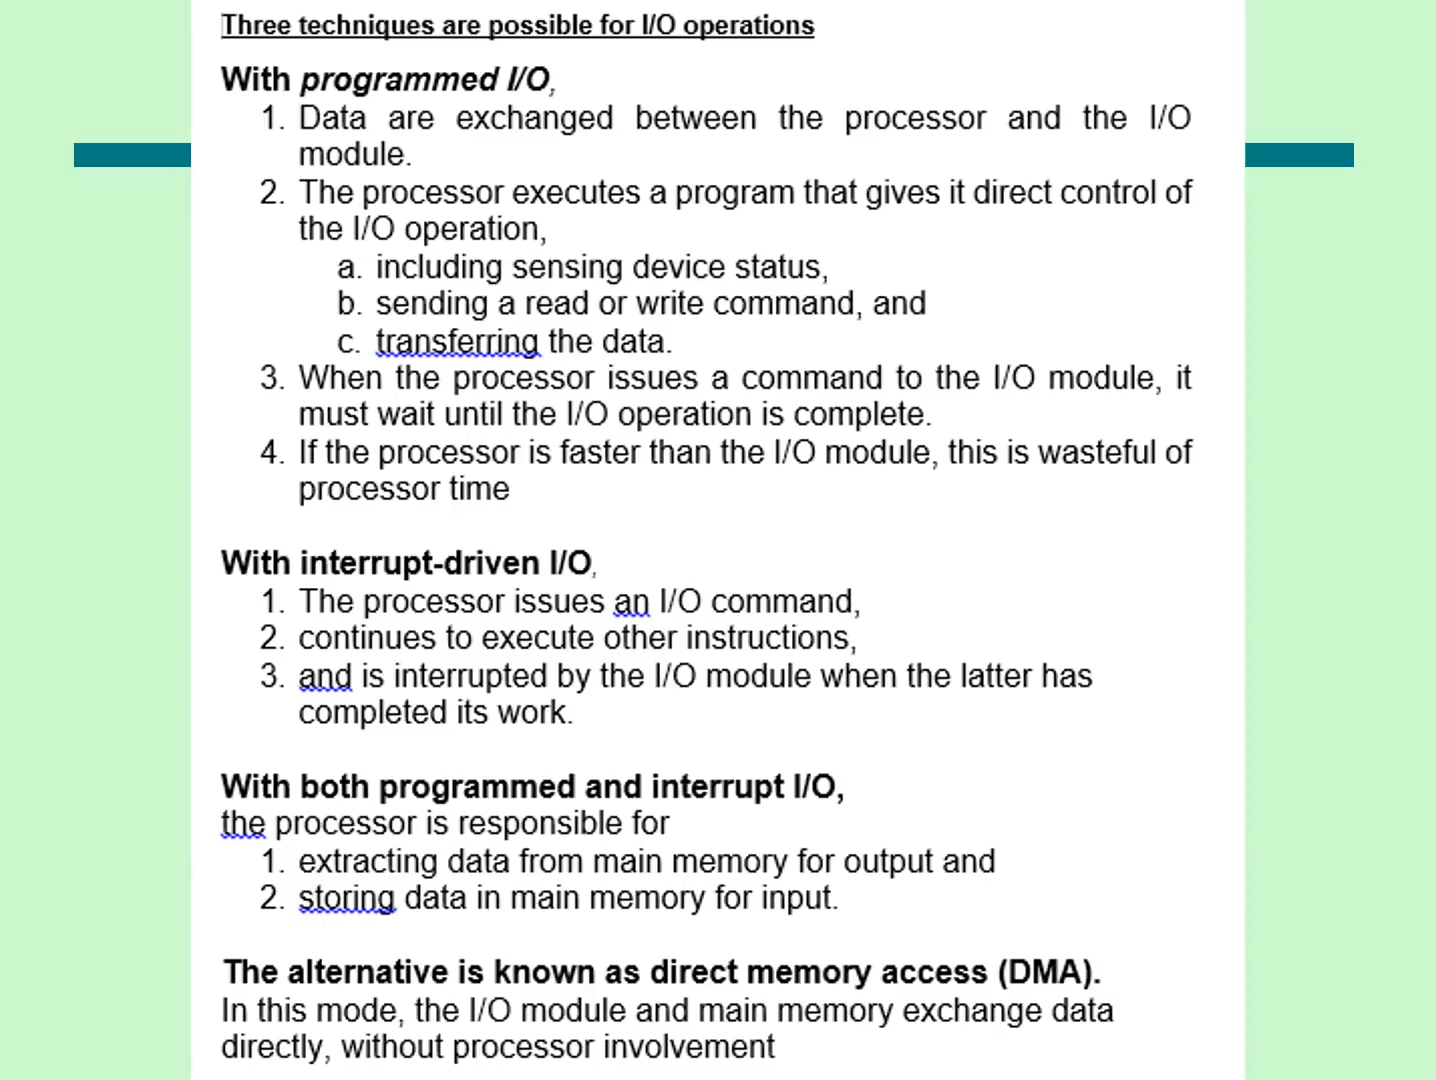 Three techniques are possible for I/O operations
With programmed I/O,
1. Data are exchanged between the processor and the I/O
module.
2. The processor executes a program that gives it direct control of
the I/O operation,
a. including sensing device status,
b. sending a read or write command, and
c. transferring the data.
3. When the processor issues a command to the I/O module, it
must wait until the I/O operation is complete.
4. If the processor is faster than the I/O module, this is wasteful of
processor time
With interrupt-driven I/O,
1. The processor issues an I/O command,
2. continues to execute other instructions,
3. and is interrupted by the I/O module when the latter has
completed its work.
With both programmed and interrupt I/O,
the processor is responsible for
1. extracting data from main memory for output and
2. storing data in main memory for input.
The alternative is known as direct memory access (DMA).
In this mode, the I/O module and main memory exchange data
directly, without processor involvement